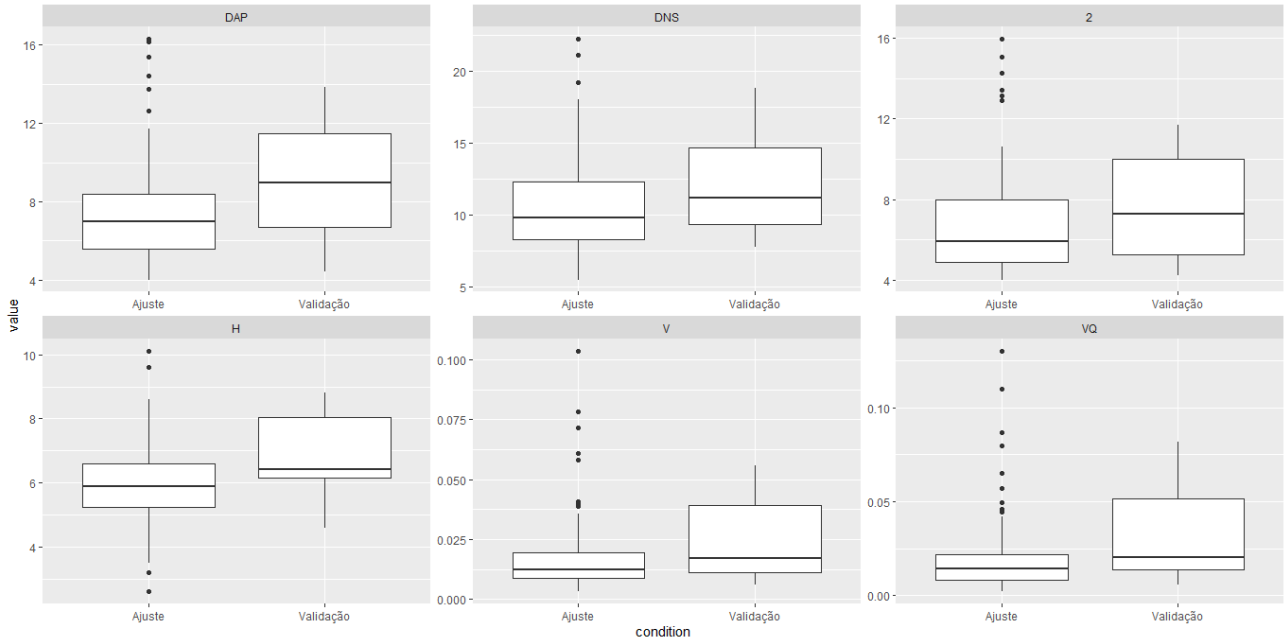 DAP
DNS
2
16
12
8
4
20
15
10
5
16
12
8
4
Ajuste
Validação
Ajuste
Validação
Ajuste
Validação
value
H
V
VQ
10
8
6
4
0.100
0.075
0.050
0.025
0.000
0.10
0.05
0.00
Ajuste
Validação
Ajuste
Validação
Ajuste
Validação
condition